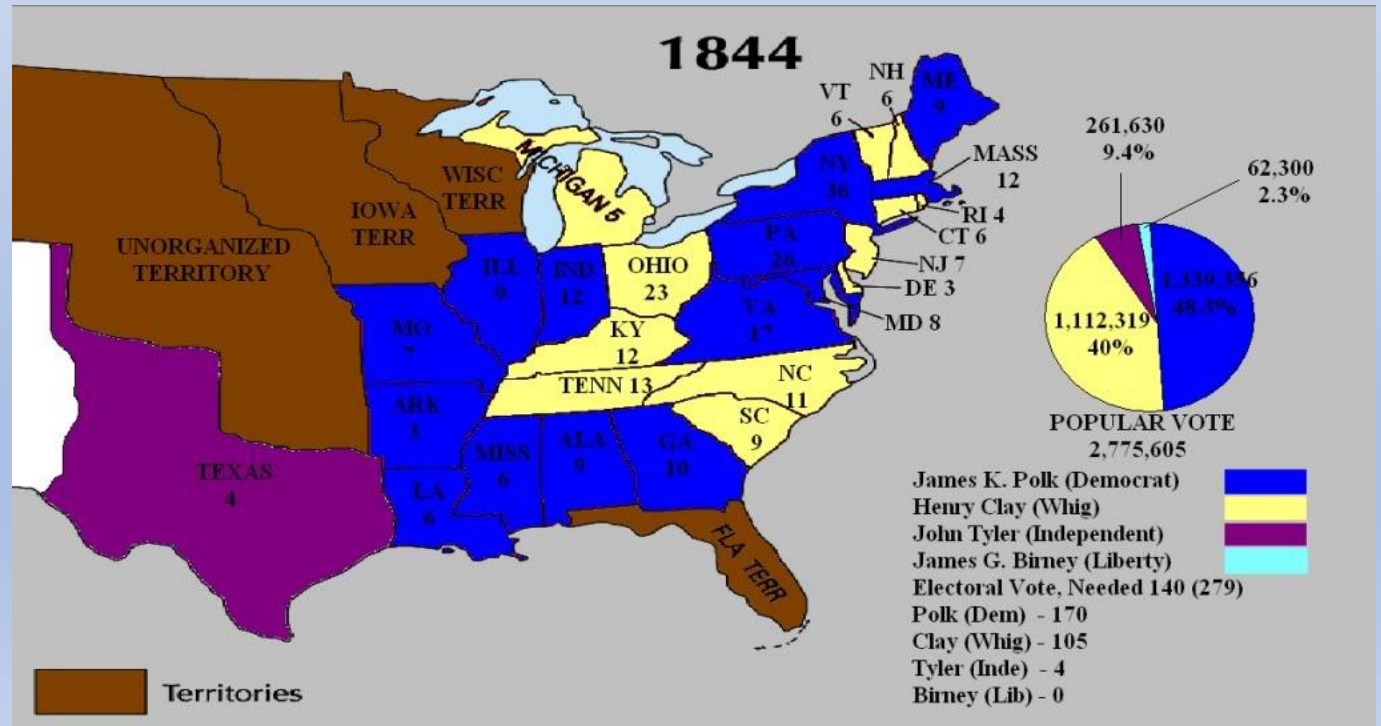 1844
NH
6
VT
6
ME
9
MASS
12
NY
36
RI 4
CT 6
MICHIGAN 5
WISC
TERR
IOWA
TERR
UNORGANIZED
TERRITORY
PA
26
NJ 7
OHIO
23
DE 3
ILL
9
IND
12
MD 8
VA
17
MO
7
KY
12
TENN 13
NC
11
SC
9
ARK
3
MISS
6
ALA
9
GA
10
TEXAS
4
LA
6
FLA TERR
Territories
261,630
9.4%
62,300
2.3%
1,339,356
48.3%
1,112,319
40%
POPULAR VOTE
2,775,605
James K. Polk (Democrat)
Henry Clay (Whig)
John Tyler (Independent)
James G. Birney (Liberty)
Electoral Vote, Needed 140 (279)
Polk (Dem) - 170
Clay (Whig) - 105
Tyler (Inde) - 4
Birney (Lib) - 0